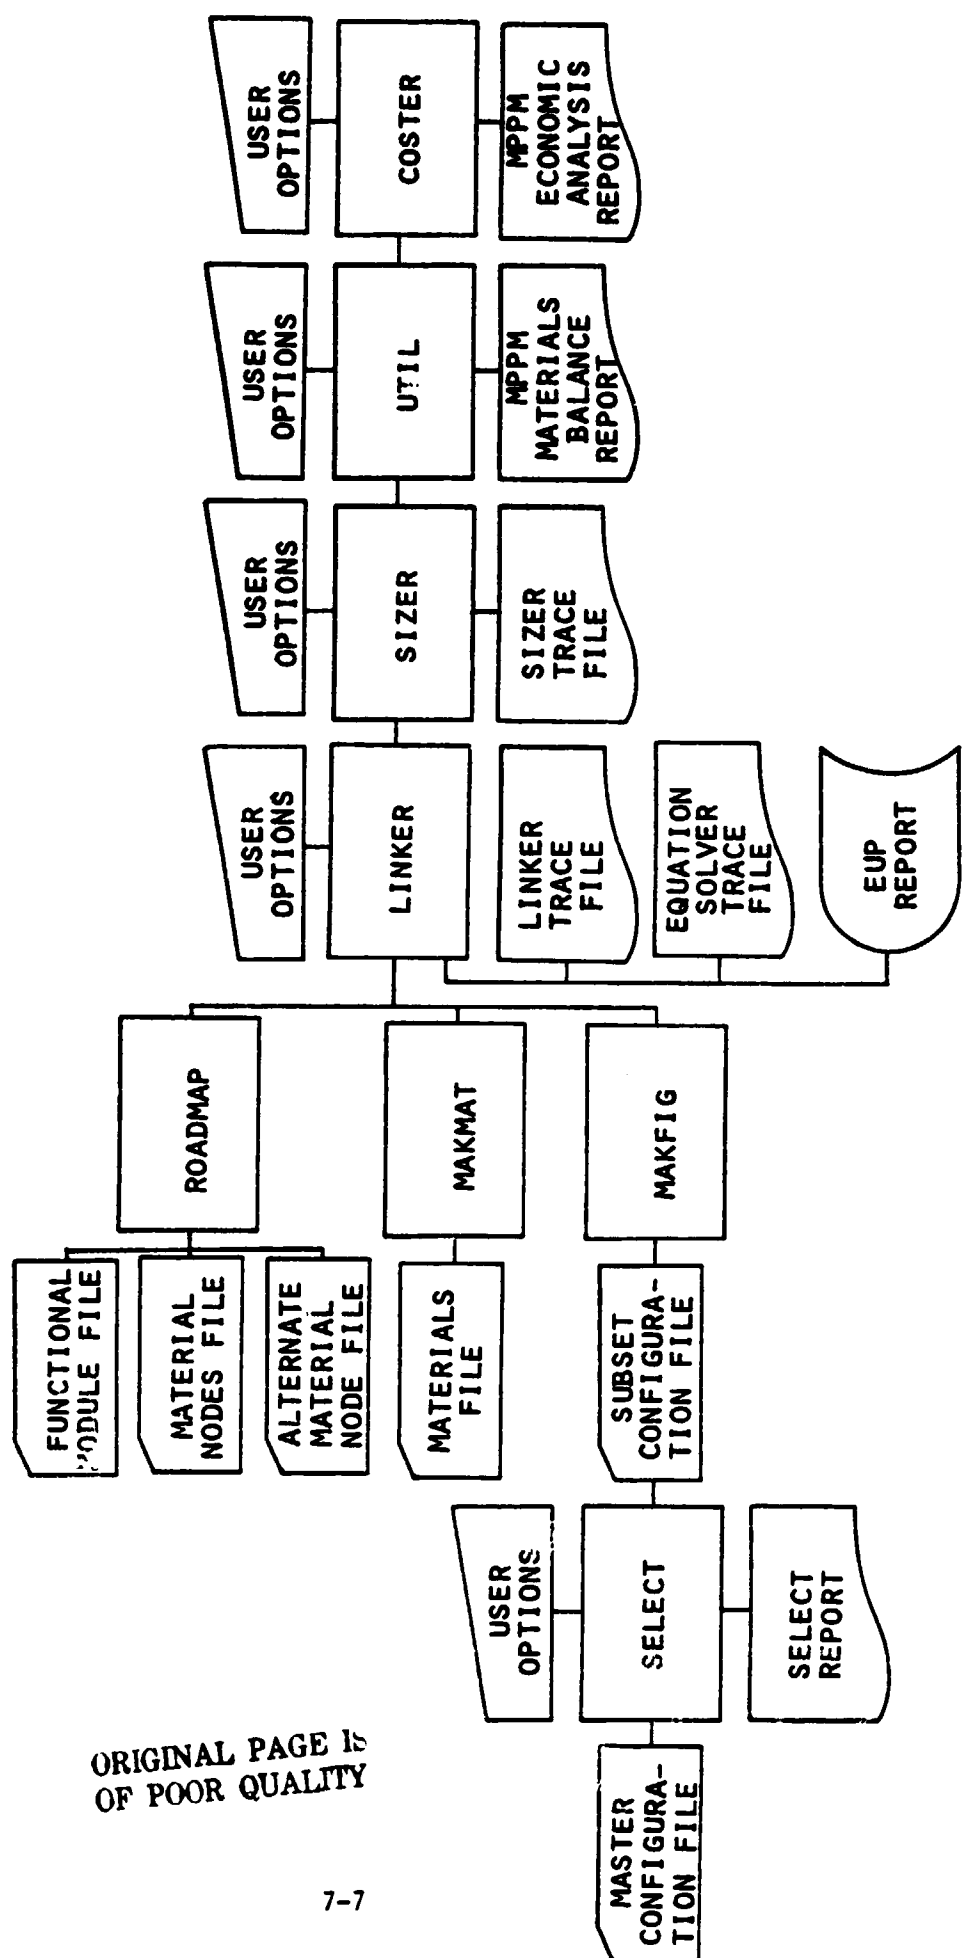 MASTER
CONFIGURA-
TION FILE
USER
OPTIONS
SELECT
SELECT
REPORT
FUNCTIONAL
MODULE FILE
MATERIAL
NODES FILE
ALTERNATE
MATERIAL
NODE FILE
MATERIALS
FILE
SUBSET
CONFIGURA-
TION FILE
ROADMAP
MAKMAT
MAKFIG
USER
OPTIONS
LINKER
LINKER
TRACE
FILE
EQUATION
SOLVER
TRACE
FILE
EUP
REPORT
USER
OPTIONS
SIZER
SIZER
TRACE
FILE
USER
OPTIONS
UTIL
MPPM
MATERIALS
BALANCE
REPORT
USER
OPTIONS
COSTER
MPPM
ECONOMIC
ANALYSIS
REPORT
ORIGINAL PAGE IS
OF POOR QUALITY
7-7